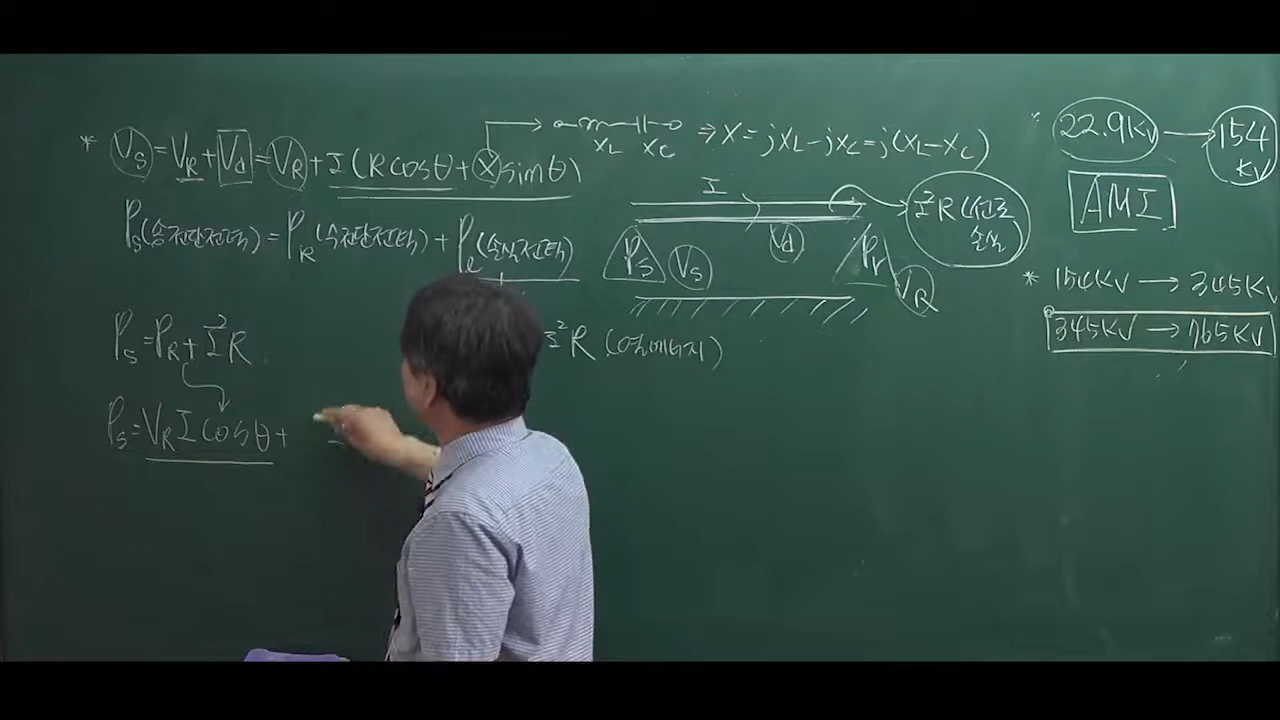 * Vs = VR + Vd = VR + I(Rcosθ + X sinθ)
XL XC ⇒ X = jXL - jXC = j(XL - XC)
Ps(송전단전력) = PR(수전단전력) + Pℓ(손실전력)
I
I²R (선로손실)
Ps Vs Vd Pr VR
Ps = PR + I²R
I²R (열에너지)
Ps = VR I cosθ +
* 22.9KV → 154 KV
AMI
* 154KV → 345KV
345KV → 765KV